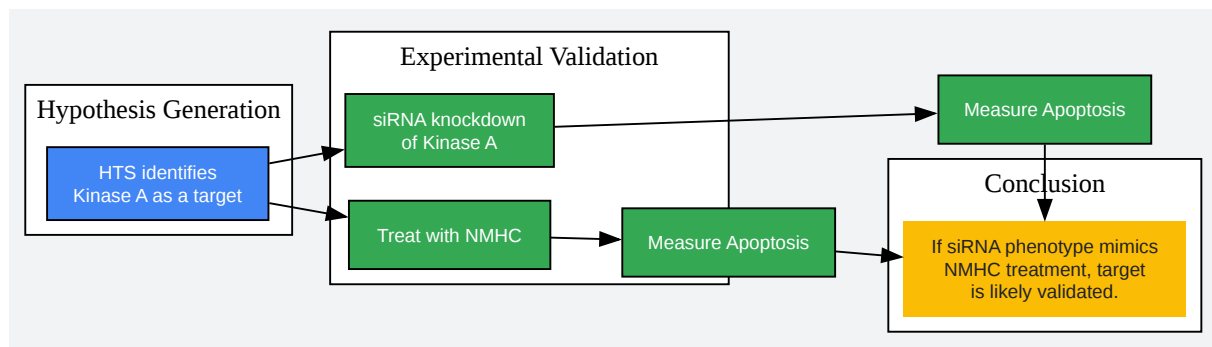 Hypothesis Generation
HTS identifies
Kinase A as a target
Experimental Validation
siRNA knockdown
of Kinase A
Treat with NMHC
Measure Apoptosis
Measure Apoptosis
Conclusion
If siRNA phenotype mimics
NMHC treatment, target
is likely validated.